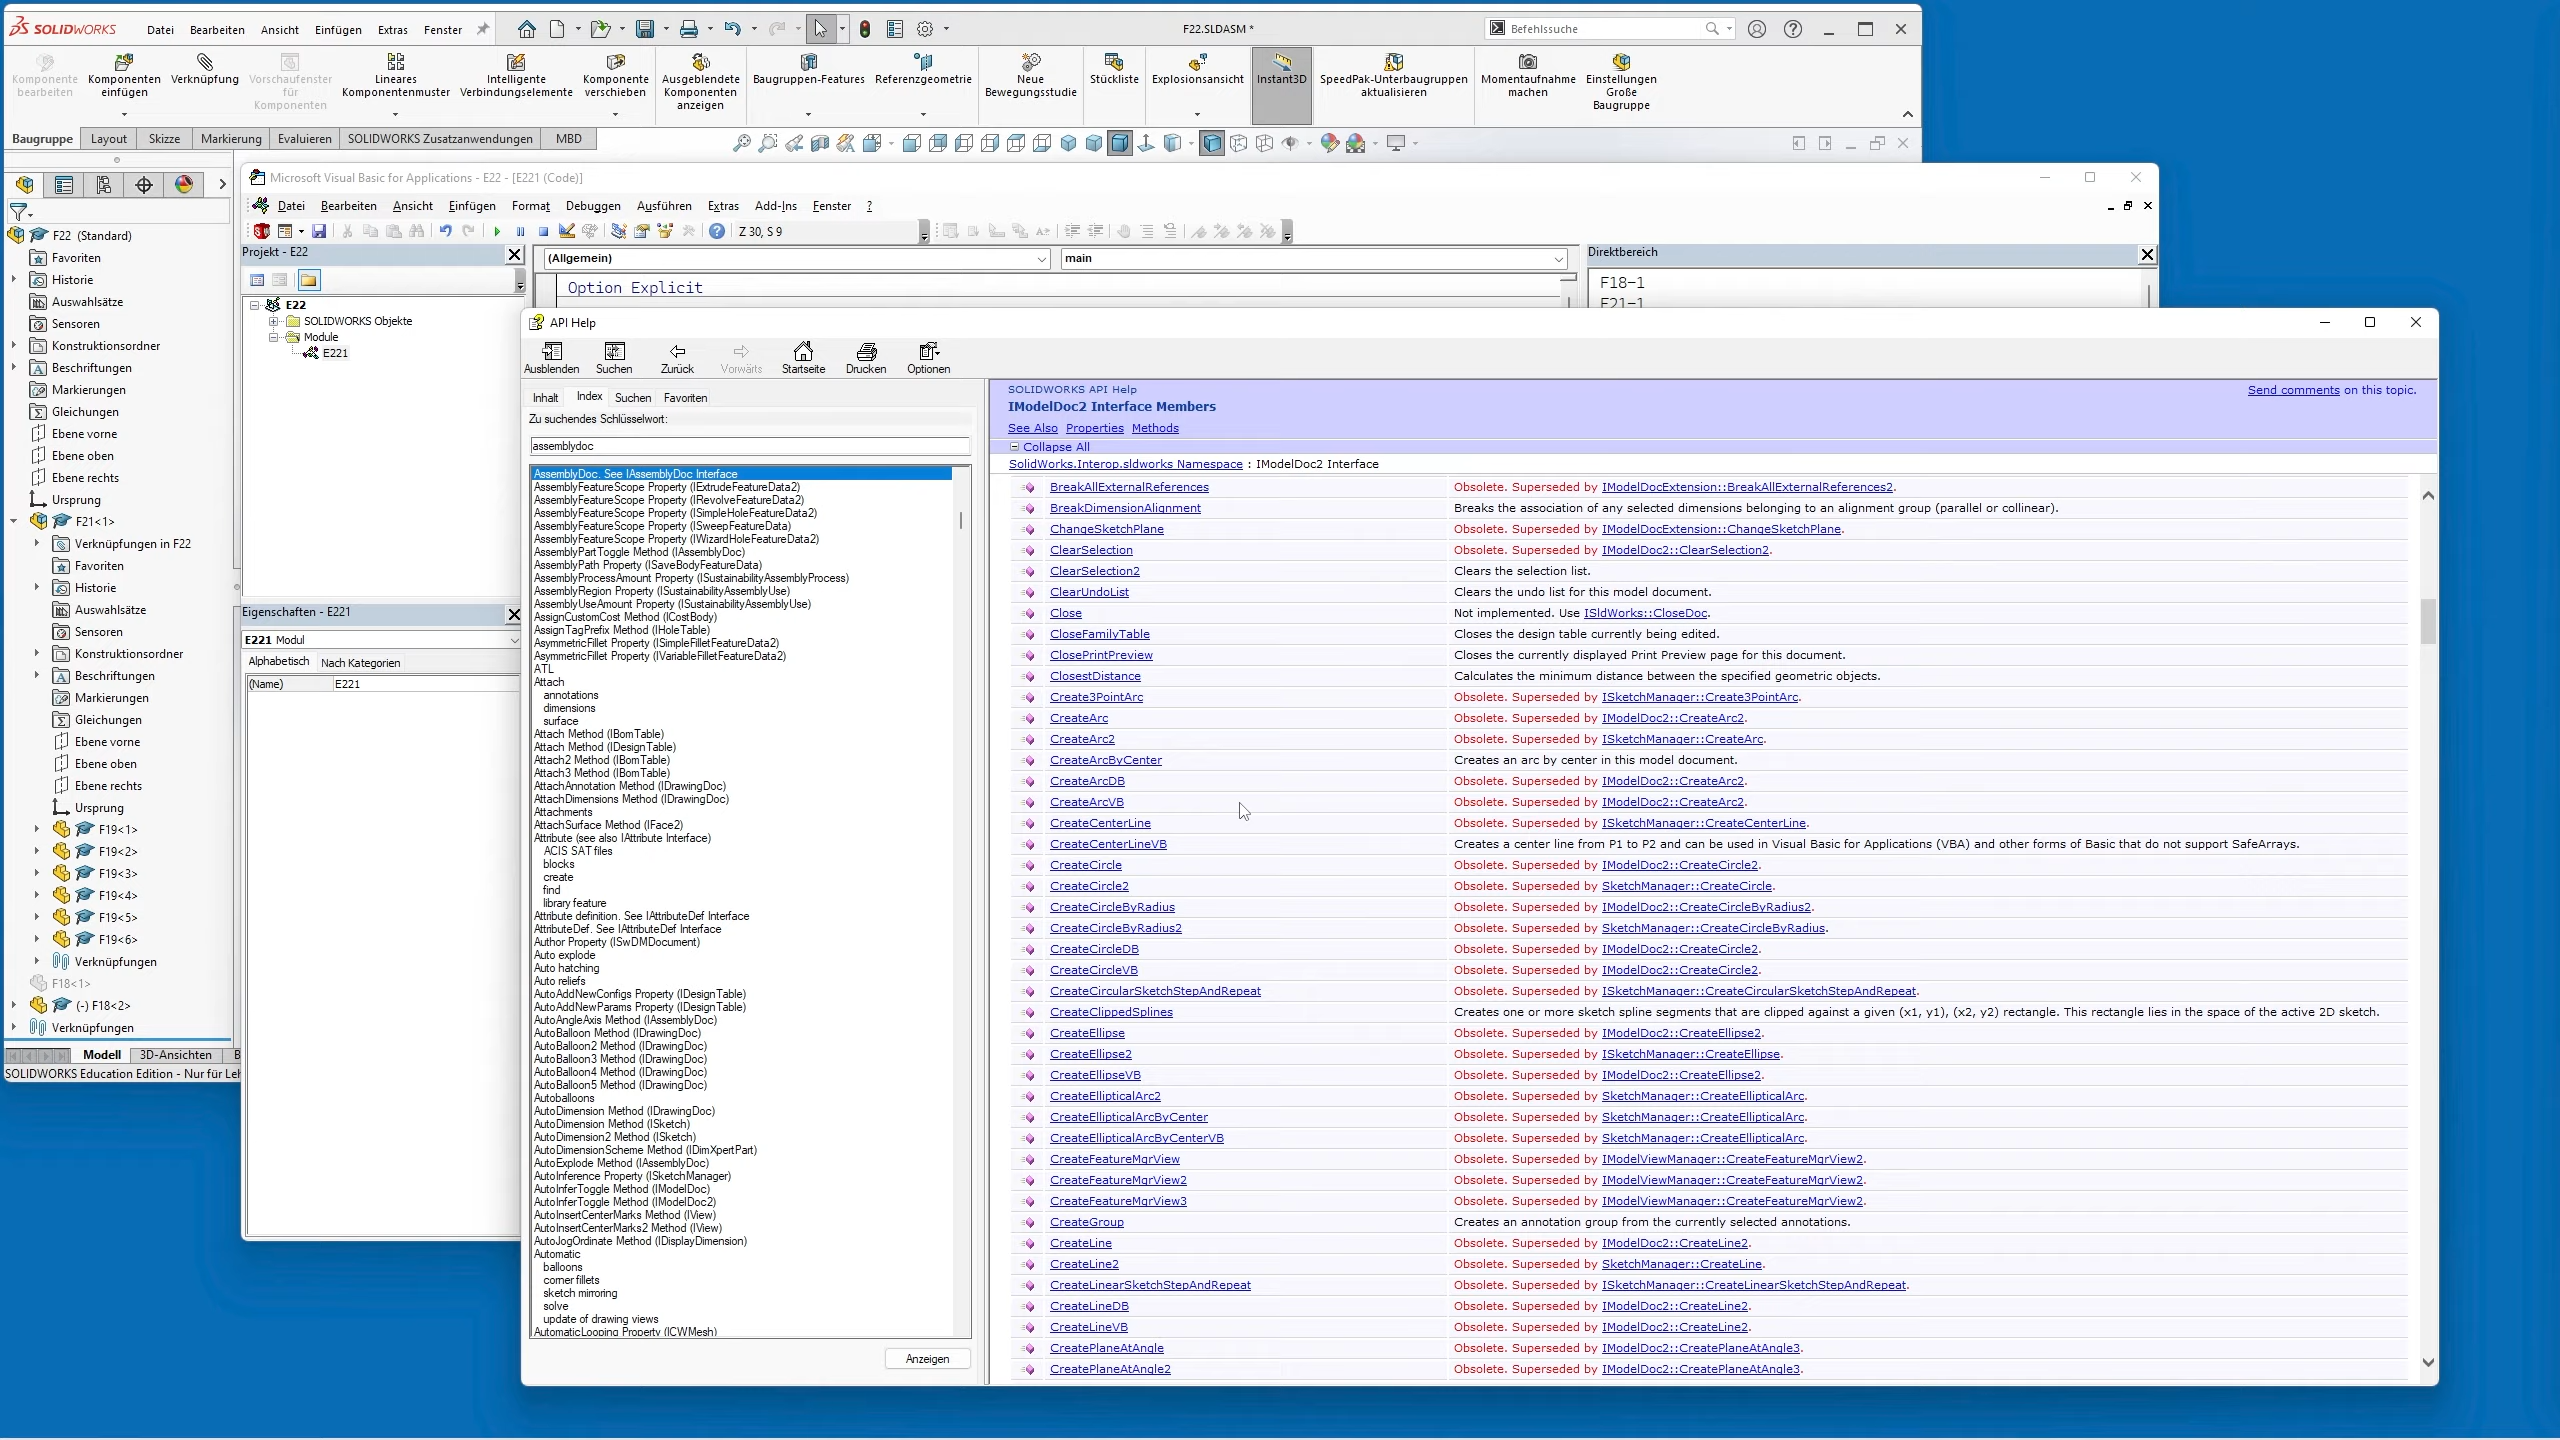 SOLIDWORKS Datei Bearbeiten Ansicht Einfügen Extras Fenster F22.SLDASM * Befehlssuche
Komponente bearbeiten
Komponenten einfügen
Verknüpfung
Vorschaufenster für Komponenten
Lineares Komponentenmuster
Intelligente Verbindungselemente
Komponente verschieben
Ausgeblendete Komponenten anzeigen
Baugruppen-Features
Referenzgeometrie
Neue Bewegungsstudie
Stückliste
Explosionsansicht
Instant3D
SpeedPak-Unterbaugruppen aktualisieren
Momentaufnahme machen
Einstellungen Große Baugruppe
Baugruppe Layout Skizze Markierung Evaluieren SOLIDWORKS Zusatzanwendungen MBD
F22 (Standard)
Favoriten
Historie
Auswahlsätze
Sensoren
Konstruktionsordner
Beschriftungen
Markierungen
Gleichungen
Ebene vorne
Ebene oben
Ebene rechts
Ursprung
F21<1>
Verknüpfungen in F22
Favoriten
Historie
Auswahlsätze
Sensoren
Konstruktionsordner
Beschriftungen
Markierungen
Gleichungen
Ebene vorne
Ebene oben
Ebene rechts
Ursprung
F19<1>
F19<2>
F19<3>
F19<4>
F19<5>
F19<6>
Verknüpfungen
F18<1>
(-) F18<2>
Verknüpfungen
Modell 3D-Ansichten B
SOLIDWORKS Education Edition - Nur für Leh
Microsoft Visual Basic for Applications - E22 - [E221 (Code)]
Datei Bearbeiten Ansicht Einfügen Format Debuggen Ausführen Extras Add-Ins Fenster ?
Z 30, S 9
Projekt - E22
E22
SOLIDWORKS Objekte
Module
E221
Eigenschaften - E221
E221 Modul
Alphabetisch Nach Kategorien
(Name) E221
(Allgemein) main
Option Explicit
Direktbereich
F18-1
F21-1
API Help
Ausblenden Suchen Zurück Vorwärts Startseite Drucken Optionen
Inhalt Index Suchen Favoriten
Zu suchendes Schlüsselwort:
assemblydoc
AssemblyDoc. See IAssemblyDoc Interface
AssemblyFeatureScope Property (IExtrudeFeatureData2)
AssemblyFeatureScope Property (IRevolveFeatureData2)
AssemblyFeatureScope Property (ISimpleHoleFeatureData2)
AssemblyFeatureScope Property (ISweepFeatureData)
AssemblyFeatureScope Property (IWizardHoleFeatureData2)
AssemblyPartToggle Method (IAssemblyDoc)
AssemblyPath Property (ISaveBodyFeatureData)
AssemblyProcessAmount Property (ISustainabilityAssemblyProcess)
AssemblyRegion Property (ISustainabilityAssemblyUse)
AssemblyUseAmount Property (ISustainabilityAssemblyUse)
AssignCustomCost Method (ICostBody)
AssignTagPrefix Method (IHoleTable)
AsymmetricFillet Property (ISimpleFilletFeatureData2)
AsymmetricFillet Property (IVariableFilletFeatureData2)
ATL
Attach
annotations
dimensions
surface
Attach Method (IBomTable)
Attach Method (IDesignTable)
Attach2 Method (IBomTable)
Attach3 Method (IBomTable)
AttachAnnotation Method (IDrawingDoc)
AttachDimensions Method (IDrawingDoc)
Attachments
AttachSurface Method (IFace2)
Attribute (see also IAttribute Interface)
ACIS SAT files
blocks
create
find
library feature
Attribute definition. See IAttributeDef Interface
AttributeDef. See IAttributeDef Interface
Author Property (ISwDMDocument)
Auto explode
Auto hatching
Auto reliefs
AutoAddNewConfigs Property (IDesignTable)
AutoAddNewParams Property (IDesignTable)
AutoAngleAxis Method (IAssemblyDoc)
AutoBalloon Method (IDrawingDoc)
AutoBalloon2 Method (IDrawingDoc)
AutoBalloon3 Method (IDrawingDoc)
AutoBalloon4 Method (IDrawingDoc)
AutoBalloon5 Method (IDrawingDoc)
Autoballoons
AutoDimension Method (IDrawingDoc)
AutoDimension Method (ISketch)
AutoDimension2 Method (ISketch)
AutoDimensionScheme Method (IDimXpertPart)
AutoExplode Method (IAssemblyDoc)
AutoInference Property (ISketchManager)
AutoInferToggle Method (IModelDoc)
AutoInferToggle Method (IModelDoc2)
AutoInsertCenterMarks Method (IView)
AutoInsertCenterMarks2 Method (IView)
AutoJogOrdinate Method (IDisplayDimension)
Automatic
balloons
corner fillets
sketch mirroring
solve
update of drawing views
AutomaticLooping Property (ICWMesh)
Anzeigen
SOLIDWORKS API Help Send comments on this topic.
IModelDoc2 Interface Members
See Also Properties Methods
Collapse All
SolidWorks.Interop.sldworks Namespace : IModelDoc2 Interface
BreakAllExternalReferences Obsolete. Superseded by IModelDocExtension::BreakAllExternalReferences2.
BreakDimensionAlignment Breaks the association of any selected dimensions belonging to an alignment group (parallel or collinear).
ChangeSketchPlane Obsolete. Superseded by IModelDocExtension::ChangeSketchPlane.
ClearSelection Obsolete. Superseded by IModelDoc2::ClearSelection2.
ClearSelection2 Clears the selection list.
ClearUndoList Clears the undo list for this model document.
Close Not implemented. Use ISldWorks::CloseDoc.
CloseFamilyTable Closes the design table currently being edited.
ClosePrintPreview Closes the currently displayed Print Preview page for this document.
ClosestDistance Calculates the minimum distance between the specified geometric objects.
Create3PointArc Obsolete. Superseded by ISketchManager::Create3PointArc.
CreateArc Obsolete. Superseded by IModelDoc2::CreateArc2.
CreateArc2 Obsolete. Superseded by ISketchManager::CreateArc.
CreateArcByCenter Creates an arc by center in this model document.
CreateArcDB Obsolete. Superseded by IModelDoc2::CreateArc2.
CreateArcVB Obsolete. Superseded by IModelDoc2::CreateArc2.
CreateCenterLine Obsolete. Superseded by ISketchManager::CreateCenterLine.
CreateCenterLineVB Creates a center line from P1 to P2 and can be used in Visual Basic for Applications (VBA) and other forms of Basic that do not support SafeArrays.
CreateCircle Obsolete. Superseded by IModelDoc2::CreateCircle2.
CreateCircle2 Obsolete. Superseded by SketchManager::CreateCircle.
CreateCircleByRadius Obsolete. Superseded by IModelDoc2::CreateCircleByRadius2.
CreateCircleByRadius2 Obsolete. Superseded by SketchManager::CreateCircleByRadius.
CreateCircleDB Obsolete. Superseded by IModelDoc2::CreateCircle2.
CreateCircleVB Obsolete. Superseded by IModelDoc2::CreateCircle2.
CreateCircularSketchStepAndRepeat Obsolete. Superseded by ISketchManager::CreateCircularSketchStepAndRepeat.
CreateClippedSplines Creates one or more sketch spline segments that are clipped against a given (x1, y1), (x2, y2) rectangle. This rectangle lies in the space of the active 2D sketch.
CreateEllipse Obsolete. Superseded by IModelDoc2::CreateEllipse2.
CreateEllipse2 Obsolete. Superseded by ISketchManager::CreateEllipse.
CreateEllipseVB Obsolete. Superseded by IModelDoc2::CreateEllipse2.
CreateEllipticalArc2 Obsolete. Superseded by SketchManager::CreateEllipticalArc.
CreateEllipticalArcByCenter Obsolete. Superseded by SketchManager::CreateEllipticalArc.
CreateEllipticalArcByCenterVB Obsolete. Superseded by SketchManager::CreateEllipticalArc.
CreateFeatureMgrView Obsolete. Superseded by IModelViewManager::CreateFeatureMgrView2.
CreateFeatureMgrView2 Obsolete. Superseded by IModelViewManager::CreateFeatureMgrView2.
CreateFeatureMgrView3 Obsolete. Superseded by IModelViewManager::CreateFeatureMgrView2.
CreateGroup Creates an annotation group from the currently selected annotations.
CreateLine Obsolete. Superseded by IModelDoc2::CreateLine2.
CreateLine2 Obsolete. Superseded by SketchManager::CreateLine.
CreateLinearSketchStepAndRepeat Obsolete. Superseded by ISketchManager::CreateLinearSketchStepAndRepeat.
CreateLineDB Obsolete. Superseded by IModelDoc2::CreateLine2.
CreateLineVB Obsolete. Superseded by IModelDoc2::CreateLine2.
CreatePlaneAtAngle Obsolete. Superseded by IModelDoc2::CreatePlaneAtAngle3.
CreatePlaneAtAngle2 Obsolete. Superseded by IModelDoc2::CreatePlaneAtAngle3.